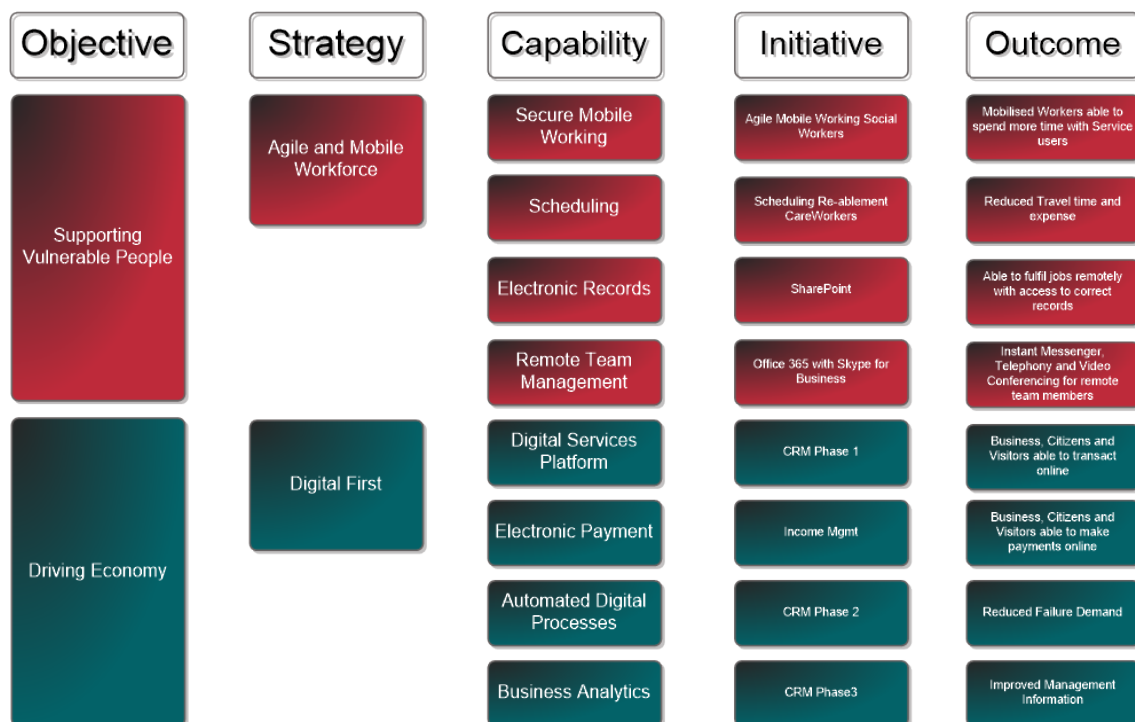 Objective
Strategy
Capability
Initiative
Outcome
Supporting
Vulnerable People
Agile and Mobile
Workforce
Secure Mobile
Working
Agile Mobile Working Social
Workers
Mobilised Workers able to
spend more time with Service
users
Scheduling
Scheduling Re-ablement
CareWorkers
Reduced Travel time and
expense
Electronic Records
SharePoint
Able to fulfil jobs remotely
with access to correct
records
Remote Team
Management
Office 365 with Skype for
Business
Instant Messenger,
Telephony and Video
Conferencing for remote
team members
Driving Economy
Digital First
Digital Services
Platform
CRM Phase 1
Business, Citizens and
Visitors able to transact
online
Electronic Payment
Income Mgmt
Business, Citizens and
Visitors able to make
payments online
Automated Digital
Processes
CRM Phase 2
Reduced Failure Demand
Business Analytics
CRM Phase3
Improved Management
Information